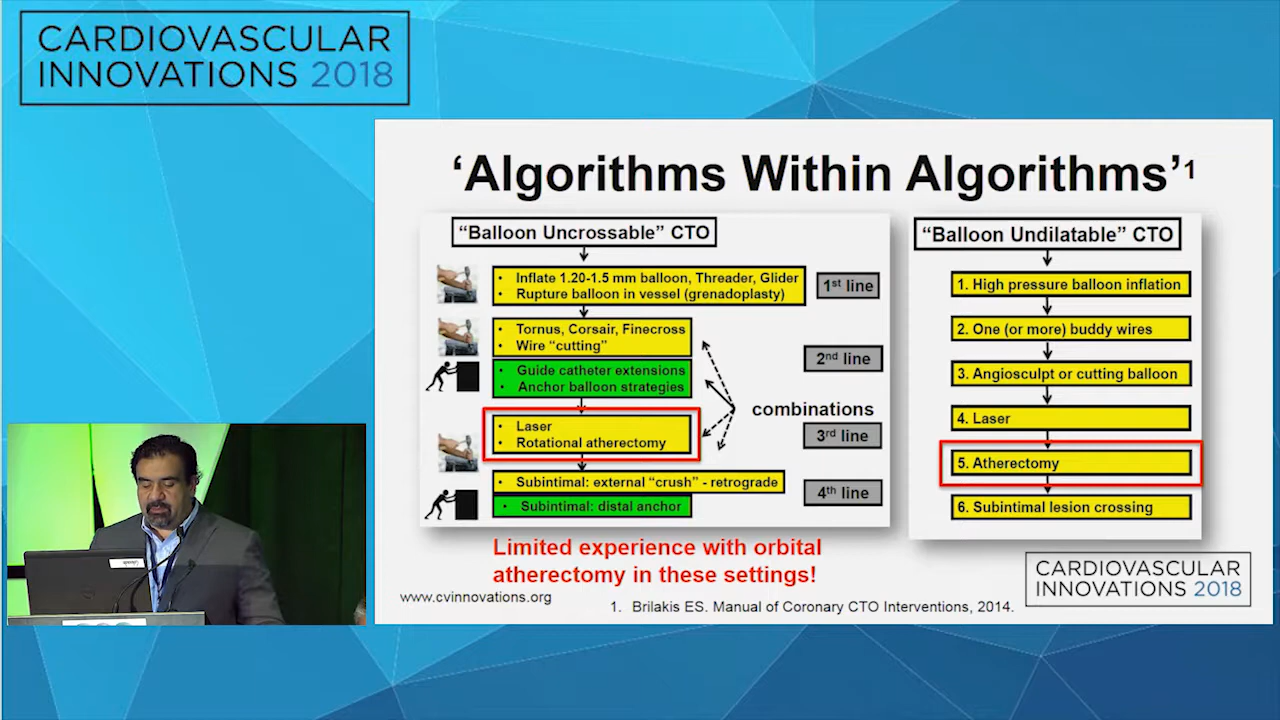 CARDIOVASCULAR
INNOVATIONS 2018
‘Algorithms Within Algorithms’1
“Balloon Uncrossable” CTO
• Inflate 1.20-1.5 mm balloon, Threader, Glider
• Rupture balloon in vessel (grenadoplasty)
1st line
• Tornus, Corsair, Finecross
• Wire “cutting”
2nd line
• Guide catheter extensions
• Anchor balloon strategies
combinations
• Laser
• Rotational atherectomy
3rd line
• Subintimal: external “crush” - retrograde
• Subintimal: distal anchor
4th line
“Balloon Undilatable” CTO
1. High pressure balloon inflation
2. One (or more) buddy wires
3. Angiosculpt or cutting balloon
4. Laser
5. Atherectomy
6. Subintimal lesion crossing
Limited experience with orbital
atherectomy in these settings!
www.cvinnovations.org
1. Brilakis ES. Manual of Coronary CTO Interventions, 2014.
CARDIOVASCULAR
INNOVATIONS 2018